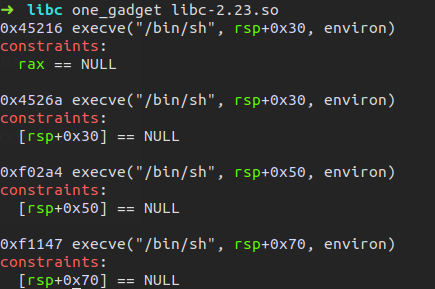 ➜ libc one_gadget libc-2.23.so
0x45216 execve("/bin/sh", rsp+0x30, environ)
constraints:
  rax == NULL

0x4526a execve("/bin/sh", rsp+0x30, environ)
constraints:
  [rsp+0x30] == NULL

0xf02a4 execve("/bin/sh", rsp+0x50, environ)
constraints:
  [rsp+0x50] == NULL

0xf1147 execve("/bin/sh", rsp+0x70, environ)
constraints:
  [rsp+0x70] == NULL